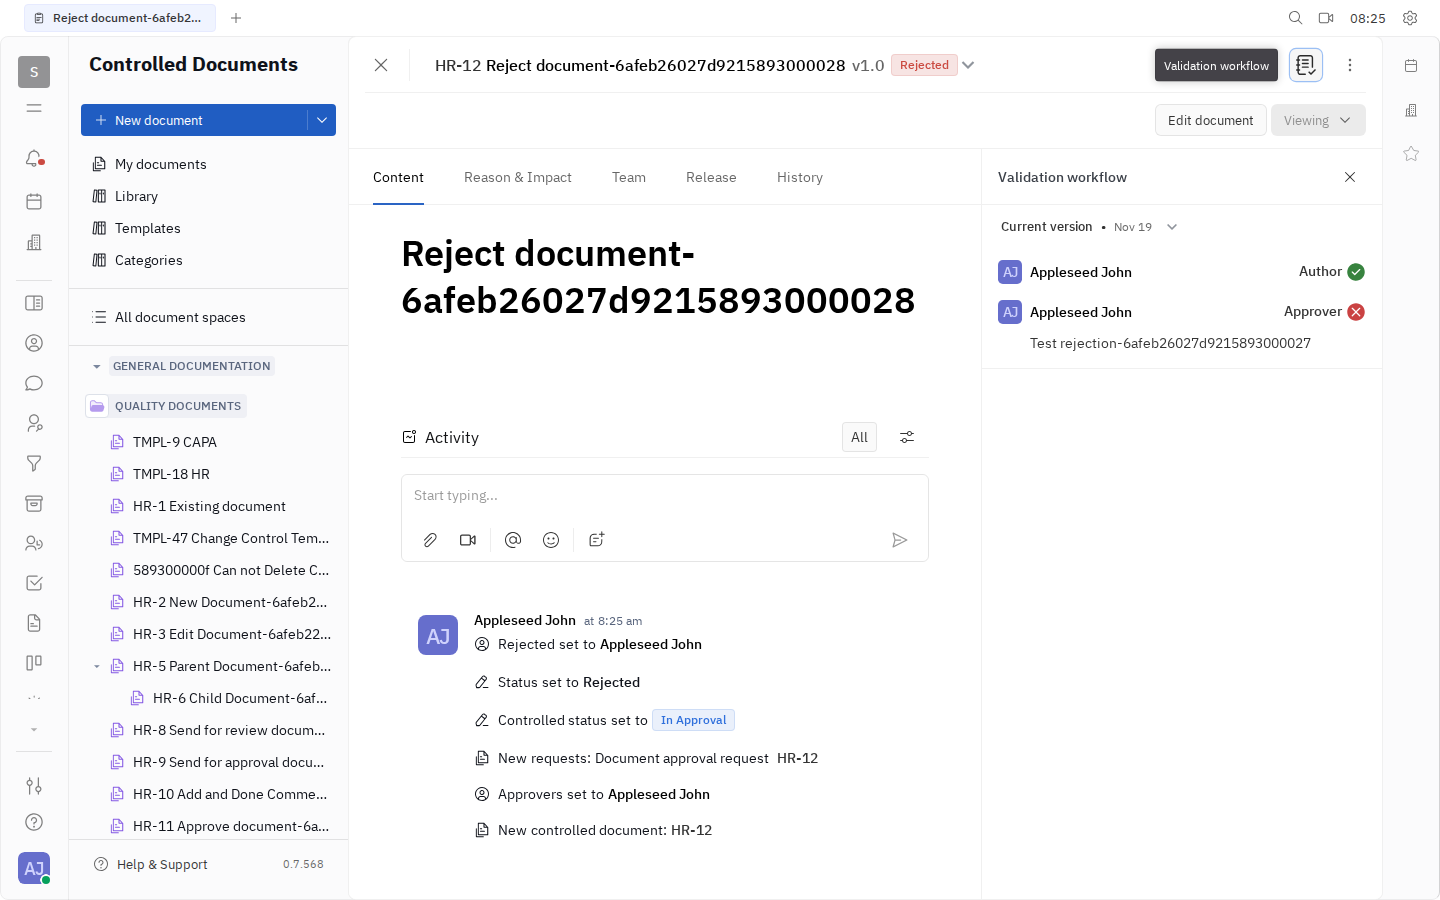 Reject document-6afeb2...
08:25
S
Controlled Documents
New document
My documents
Library
Templates
Categories
All document spaces
GENERAL DOCUMENTATION
QUALITY DOCUMENTS
TMPL-9 CAPA
TMPL-18 HR
HR-1 Existing document
TMPL-47 Change Control Tem...
589300000f Can not Delete C...
HR-2 New Document-6afeb2...
HR-3 Edit Document-6afeb22...
HR-5 Parent Document-6afeb...
HR-6 Child Document-6af...
HR-8 Send for review docum...
HR-9 Send for approval docu...
HR-10 Add and Done Comme...
HR-11 Approve document-6a...
Help & Support 0.7.568
AJ
HR-12 Reject document-6afeb26027d9215893000028 v1.0 Rejected
Validation workflow
Edit document Viewing
Content Reason & Impact Team Release History
Reject document-
6afeb26027d9215893000028
Activity All
Start typing...
AJ
Appleseed John at 8:25 am
Rejected set to Appleseed John
Status set to Rejected
Controlled status set to In Approval
New requests: Document approval request HR-12
Approvers set to Appleseed John
New controlled document: HR-12
Validation workflow
Current version • Nov 19
AJ Appleseed John Author
AJ Appleseed John Approver
Test rejection-6afeb26027d9215893000027